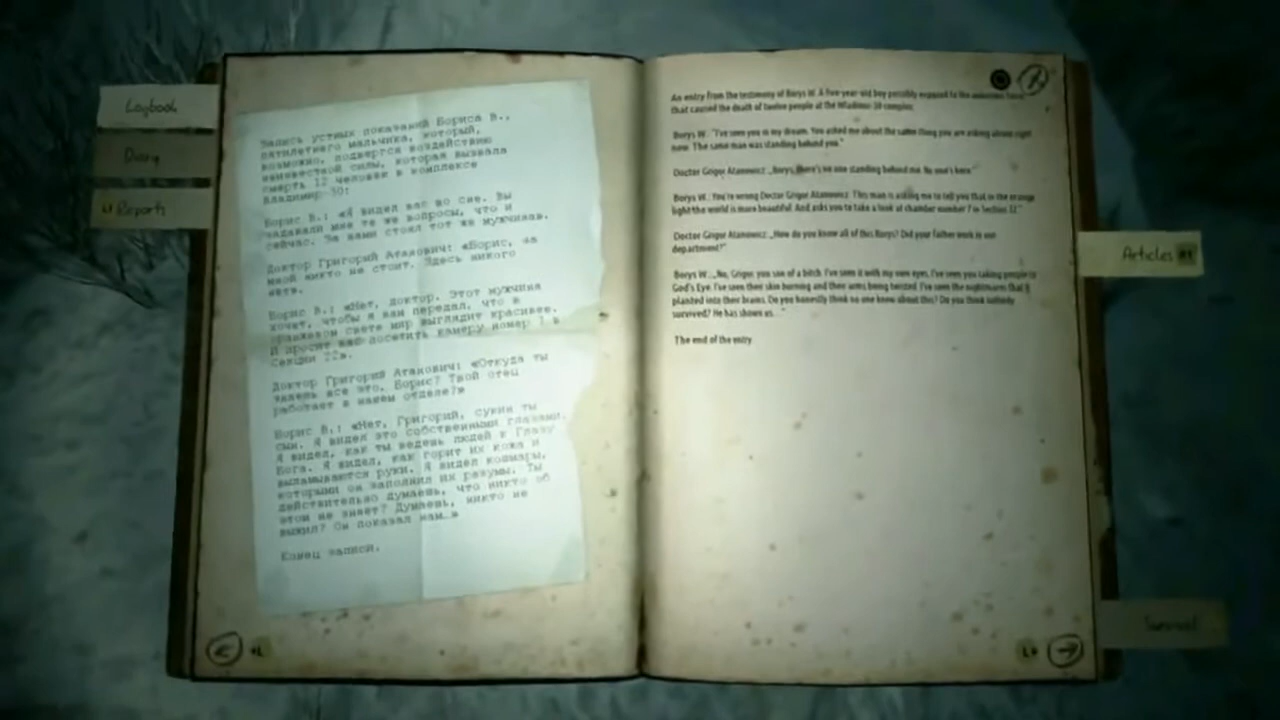 Logbook
Diary
Reports
Запись устных показаний Бориса В.,
пятилетнего мальчика, который,
возможно, подвергся воздействию
неизвестной силы, которая вызвала
смерть 12 человек в комплексе
Владимир 30:
Борис В.: «Я видел вас во сне. Вы
задавали мне те же вопросы, что и
сейчас. За вами стоял тот же мужчина».
Доктор Григорий Атакович: «Борис, за
мной никто не стоит. Здесь никого
нет».
Борис В.: «Нет, доктор. Этот мужчина
хочет, чтобы я вам передал, что в
оранжевом свете мир выглядит красивее.
И просит вас посетить камеру номер 7 в
Секции 22».
Доктор Григорий Атакович: «Откуда ты
знаешь все это, Борис? Твой отец
работает в нашем отделе?»
Борис В.: «Нет, Григорий, сукин ты
сын. Я видел это собственными глазами.
Я видел, как ты ведешь людей к Глазу
Бога. Я видел, как горит их кожа и
выламываются руки. Я видел кошмары,
которыми он заполнил их разумы. Ты
действительно думаешь, что никто об
этом не знает? Думаешь, никто не
выжил? Он показал нам…»
Конец записи.
An entry from the testimony of Borys W. A five-year-old boy possibly exposed to the
that caused the death of twelve people at the Wladimir-30 complex:
Borys W.: "I've seen you in my dream. You asked me about the same thing you are asking about right
now. The same man was standing behind you."
Doctor Grigor Atanowicz: „Borys, there's no one standing behind me. No one's here."
Borys W.: You're wrong Doctor Grigor Atanowicz. This man is asking me to tell you that in the orange
light the world is more beautiful. And asks you to take a look at chamber number 7 in Section 22."
Doctor Grigor Atanowicz: „How do you know all of this Borys? Did your father work in our
department?"
Borys W.: „No, Grigor, you son of a bitch. I've seen it with my own eyes. I've seen you taking people to
God's Eye. I've seen their skin burning and their arms being twisted. I've seen the nightmares that it
planted into their brains. Do you honestly think no one knew about this? Do you think nobody
survived? He has shown us..."
The end of the entry.
Articles
Survival